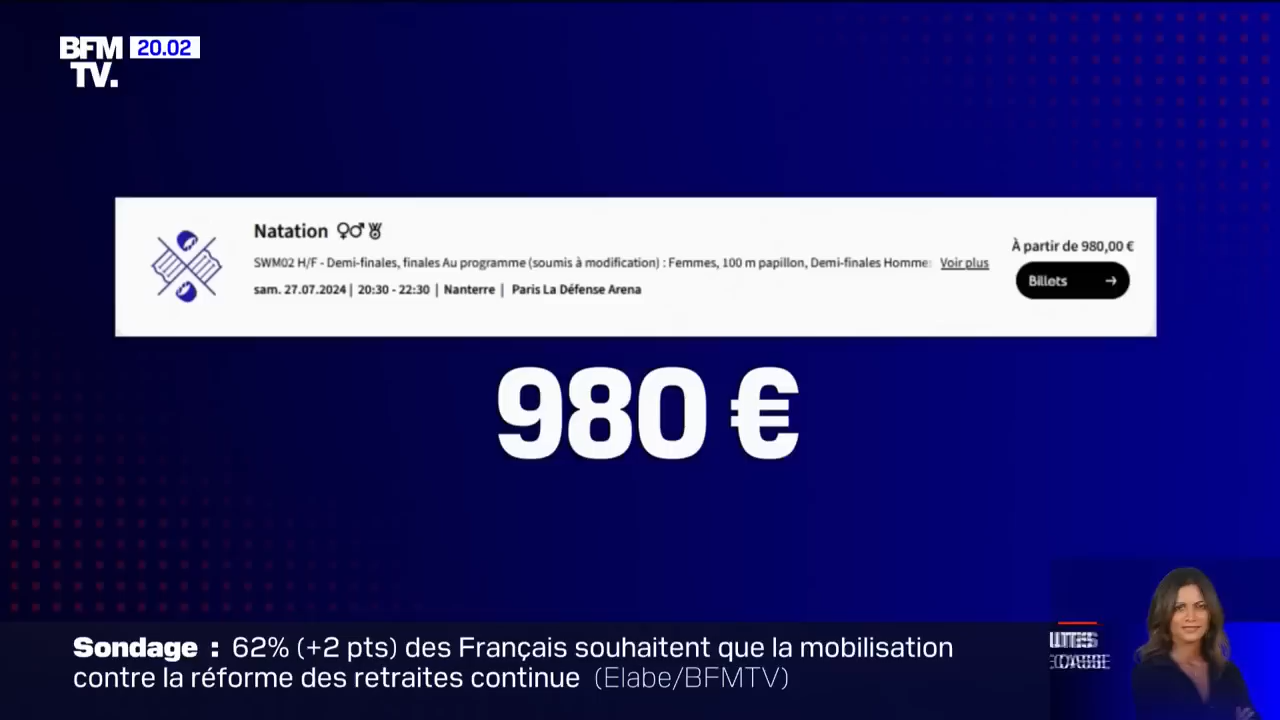 BFM 20.02
TV.
Natation
À partir de 980,00 €
SWM02 H/F - Demi-finales, finales Au programme (soumis à modification) : Femmes, 100 m papillon, Demi-finales Homme Voir plus
Billets →
sam. 27.07.2024 | 20:30 - 22:30 | Nanterre | Paris La Défense Arena
980 €
Sondage : 62% (+2 pts) des Français souhaitent que la mobilisation
contre la réforme des retraites continue (Elabe/BFMTV)